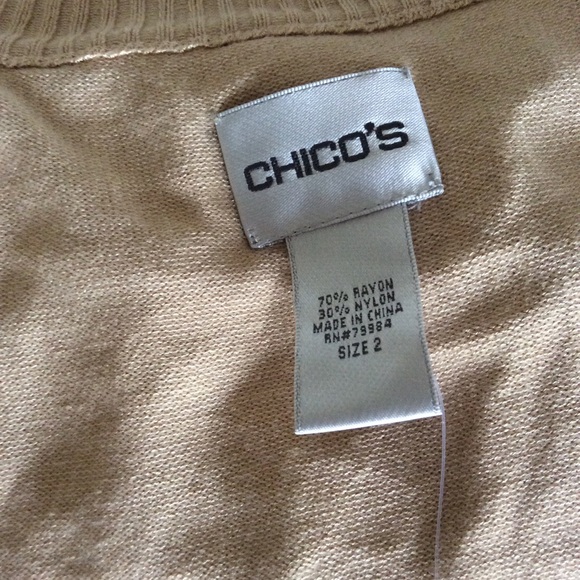 CHICO'S
70% RAYON
30% NYLON
MADE IN CHINA
RN#79984
SIZE 2